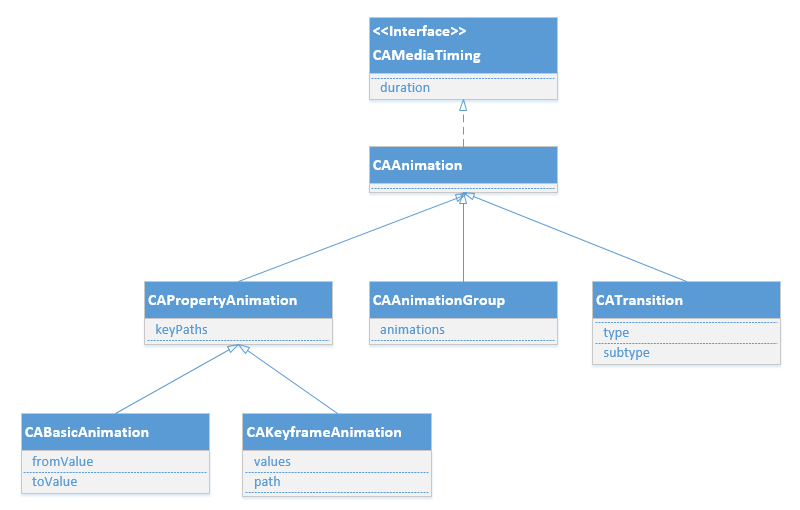 <<Interface>>
CAMediaTiming
duration
CAAnimation
CAPropertyAnimation
keyPaths
CAAnimationGroup
animations
CATransition
type
subtype
CABasicAnimation
fromValue
toValue
CAKeyframeAnimation
values
path